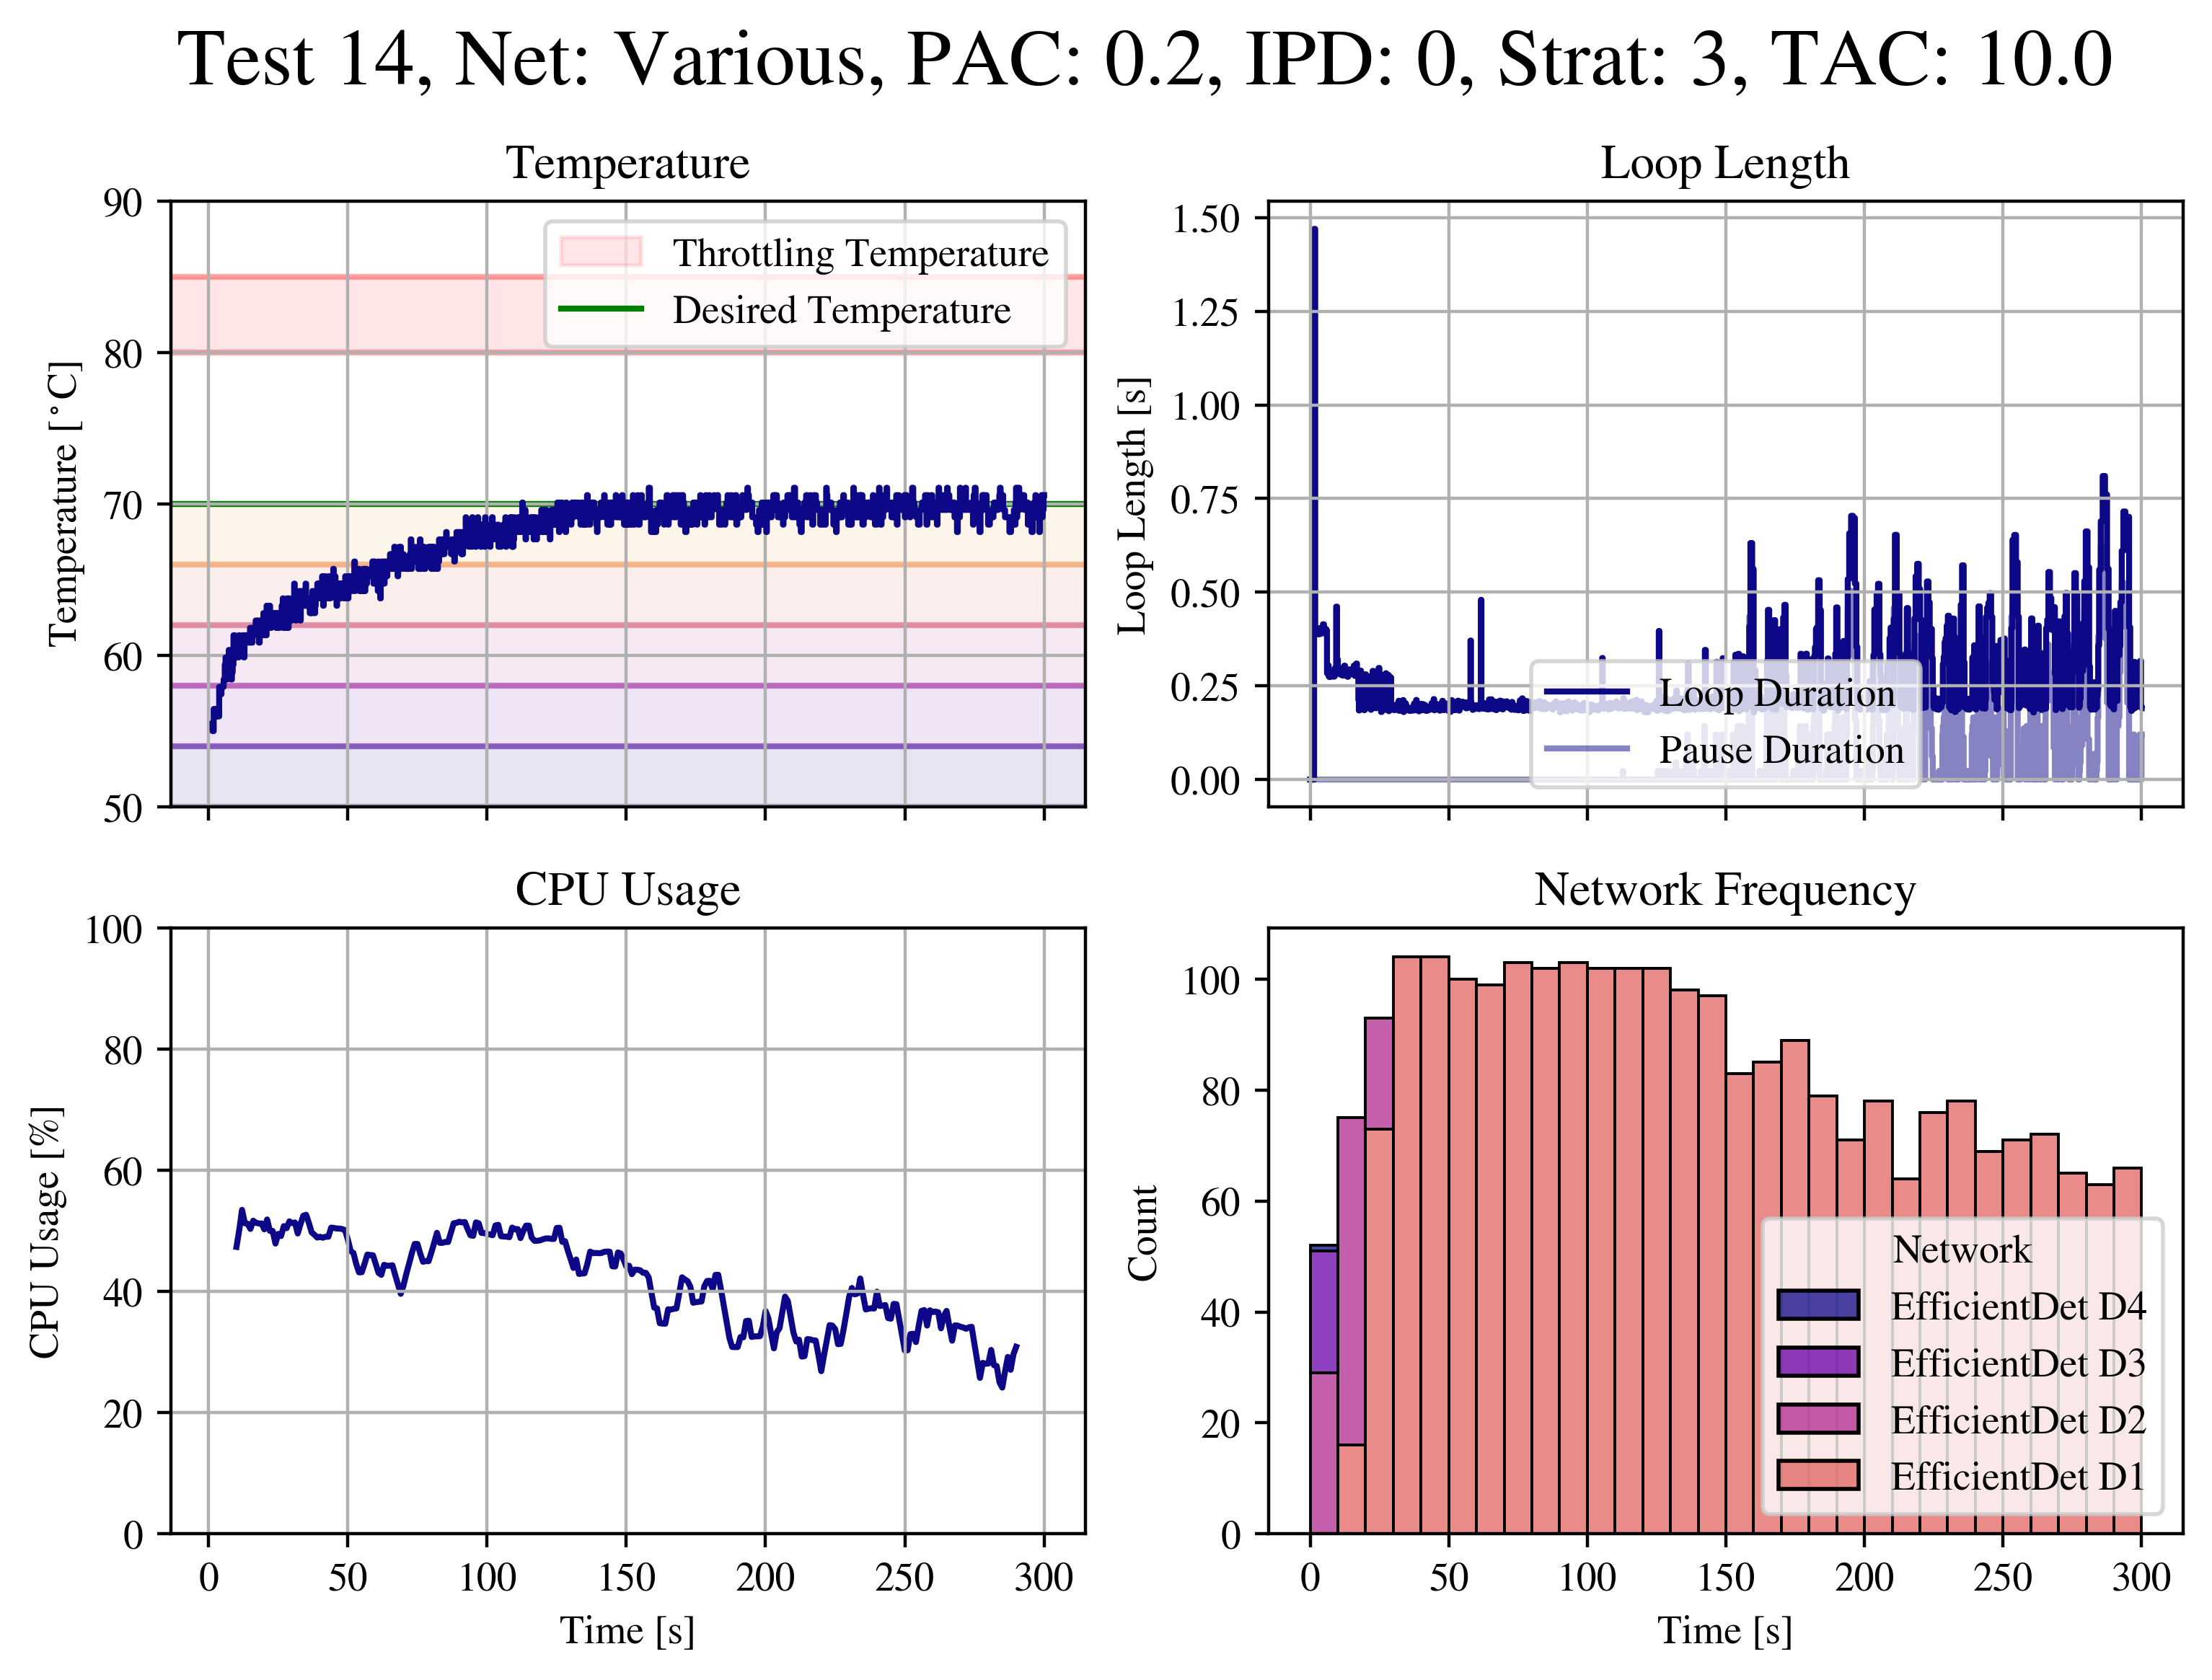 Test 14, Net: Various, PAC: 0.2, IPD: 0, Strat: 3, TAC: 10.0
Temperature
90
80
70
60
50
Temperature [°C]
Throttling Temperature
Desired Temperature
Loop Length
1.50
1.25
1.00
0.75
0.50
0.25
0.00
Loop Length [s]
Loop Duration
Pause Duration
CPU Usage
100
80
60
40
20
0
CPU Usage [%]
0 50 100 150 200 250 300
Time [s]
Network Frequency
100
80
60
40
20
0
Count
Network
EfficientDet D4
EfficientDet D3
EfficientDet D2
EfficientDet D1
0 50 100 150 200 250 300
Time [s]